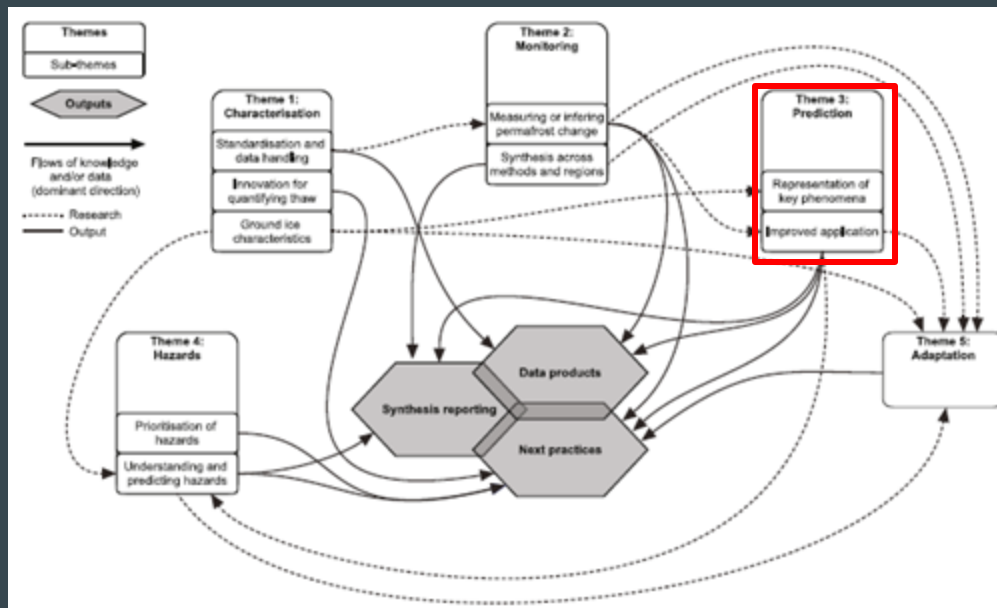 Themes
Sub-themes
Outputs
Flows of knowledge
and/or data
(dominant direction)
Research
Output
Theme 1:
Characterisation
Standardisation and
data handling
Innovation for
quantifying thaw
Ground ice
characteristics
Theme 2:
Monitoring
Measuring or infering
permafrost change
Synthesis across
methods and regions
Theme 3:
Prediction
Representation of
key phenomena
Improved application
Theme 4:
Hazards
Prioritisation of
hazards
Understanding and
predicting hazards
Synthesis reporting
Data products
Next practices
Theme 5:
Adaptation